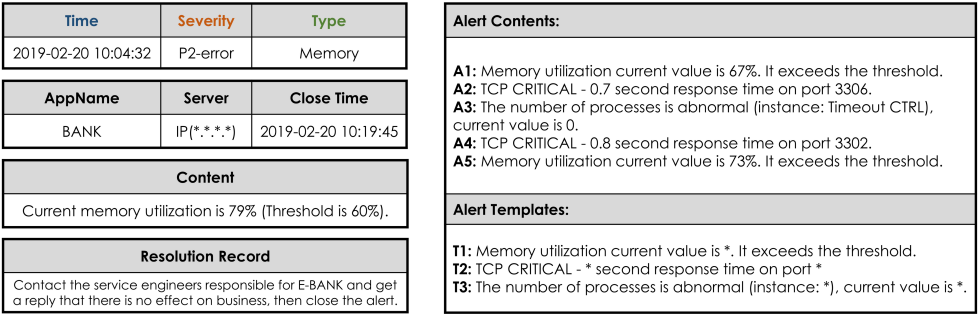 Time Severity Type
2019-02-20 10:04:32 P2-error Memory
AppName Server Close Time
BANK IP(*.*.*.*) 2019-02-20 10:19:45
Content
Current memory utilization is 79% (Threshold is 60%).
Resolution Record
Contact the service engineers responsible for E-BANK and get
a reply that there is no effect on business, then close the alert.
Alert Contents:
A1: Memory utilization current value is 67%. It exceeds the threshold.
A2: TCP CRITICAL - 0.7 second response time on port 3306.
A3: The number of processes is abnormal (instance: Timeout CTRL),
current value is 0.
A4: TCP CRITICAL - 0.8 second response time on port 3302.
A5: Memory utilization current value is 73%. It exceeds the threshold.
Alert Templates:
T1: Memory utilization current value is *. It exceeds the threshold.
T2: TCP CRITICAL - * second response time on port *
T3: The number of processes is abnormal (instance: *), current value is *.